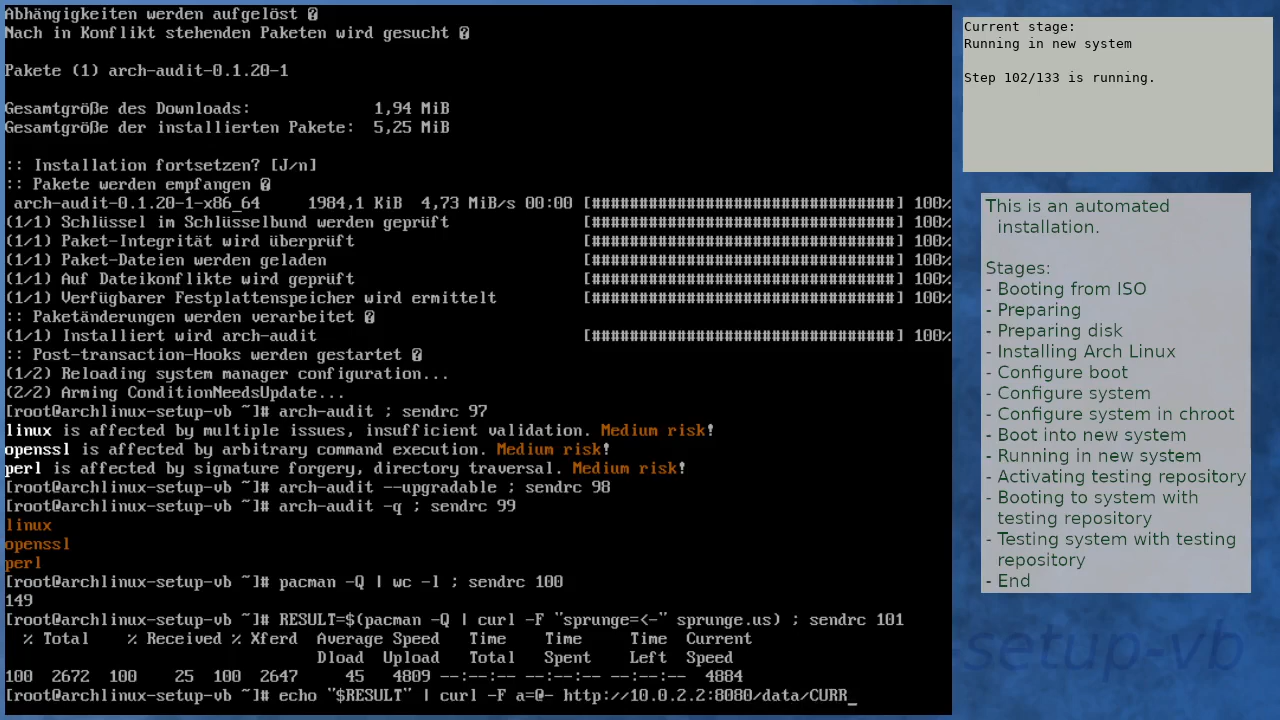 Abhängigkeiten werden aufgelöst �
Nach in Konflikt stehenden Paketen wird gesucht �
Pakete (1) arch-audit-0.1.20-1
Gesamtgröße des Downloads: 1,94 MiB
Gesamtgröße der installierten Pakete: 5,25 MiB
:: Installation fortsetzen? [J/n]
:: Pakete werden empfangen �
arch-audit-0.1.20-1-x86_64 1984,1 KiB 4,73 MiB/s 00:00 [################################] 100%
(1/1) Schlüssel im Schlüsselbund werden geprüft [################################] 100%
(1/1) Paket-Integrität wird überprüft [################################] 100%
(1/1) Paket-Dateien werden geladen [################################] 100%
(1/1) Auf Dateikonflikte wird geprüft [################################] 100%
(1/1) Verfügbarer Festplattenspeicher wird ermittelt [################################] 100%
:: Paketänderungen werden verarbeitet �
(1/1) Installiert wird arch-audit [################################] 100%
:: Post-transaction-Hooks werden gestartet �
(1/2) Reloading system manager configuration...
(2/2) Arming ConditionNeedsUpdate...
[root@archlinux-setup-vb ~]# arch-audit ; sendrc 97
linux is affected by multiple issues, insufficient validation. Medium risk!
openssl is affected by arbitrary command execution. Medium risk!
perl is affected by signature forgery, directory traversal. Medium risk!
[root@archlinux-setup-vb ~]# arch-audit --upgradable ; sendrc 98
[root@archlinux-setup-vb ~]# arch-audit -q ; sendrc 99
linux
openssl
perl
[root@archlinux-setup-vb ~]# pacman -Q | wc -l ; sendrc 100
149
[root@archlinux-setup-vb ~]# RESULT=$(pacman -Q | curl -F "sprunge=<-" sprunge.us) ; sendrc 101
% Total % Received % Xferd Average Speed Time Time Time Current
Dload Upload Total Spent Left Speed
100 2672 100 25 100 2647 45 4809 --:--:-- --:--:-- --:--:-- 4884
[root@archlinux-setup-vb ~]# echo "$RESULT" | curl -F a=@- http://10.0.2.2:8080/data/CURR_
Current stage:
Running in new system
Step 102/133 is running.
This is an automated
installation.
Stages:
- Booting from ISO
- Preparing
- Preparing disk
- Installing Arch Linux
- Configure boot
- Configure system
- Configure system in chroot
- Boot into new system
- Running in new system
- Activating testing repository
- Booting to system with
testing repository
- Testing system with testing
repository
- End
-setup-vb